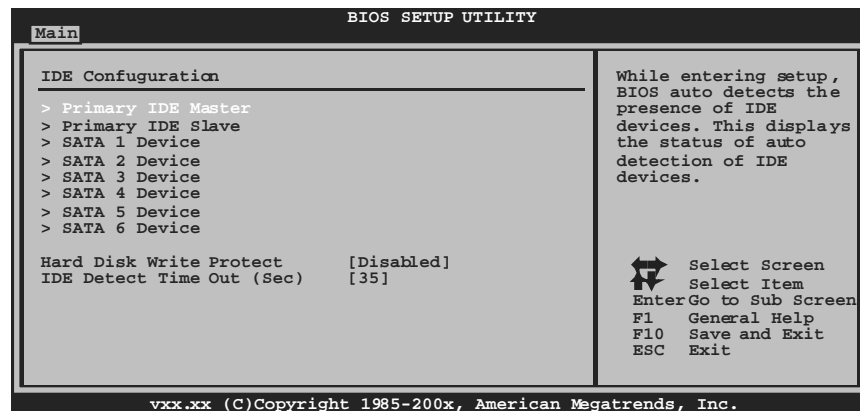 BIOS SETUP UTILITY
Main
IDE Confuguration
> Primary IDE Master
> Primary IDE Slave
> SATA 1 Device
> SATA 2 Device
> SATA 3 Device
> SATA 4 Device
> SATA 5 Device
> SATA 6 Device
Hard Disk Write Protect [Disabled]
IDE Detect Time Out (Sec) [35]
While entering setup,
BIOS auto detects the
presence of IDE
devices. This displays
the status of auto
detection of IDE
devices.
Select Screen
Select Item
Enter Go to Sub Screen
F1 General Help
F10 Save and Exit
ESC Exit
vxx.xx (C)Copyright 1985-200x, American Megatrends, Inc.